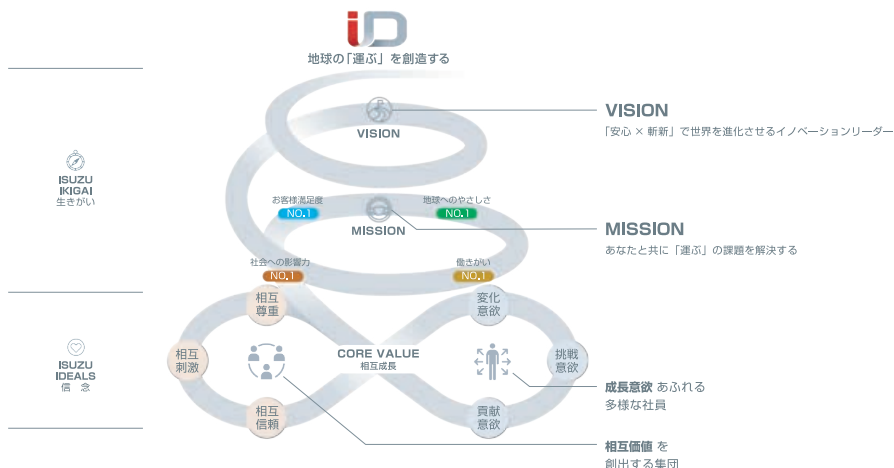 iD
地球の「運ぶ」を創造する
VISION
VISION
「安心 × 斬新」で世界を進化させるイノベーションリーダー
ISUZU
IKIGAI
生きがい
お客様満足度
NO.1
地球へのやさしさ
NO.1
MISSION
MISSION
あなたと共に「運ぶ」の課題を解決する
社会への影響力
NO.1
働きがい
NO.1
相互
尊重
変化
意欲
ISUZU
IDEALS
信 念
相互
刺激
CORE VALUE
相互成長
挑戦
意欲
成長意欲 あふれる
多様な社員
相互
信頼
貢献
意欲
相互価値 を
創出する集団